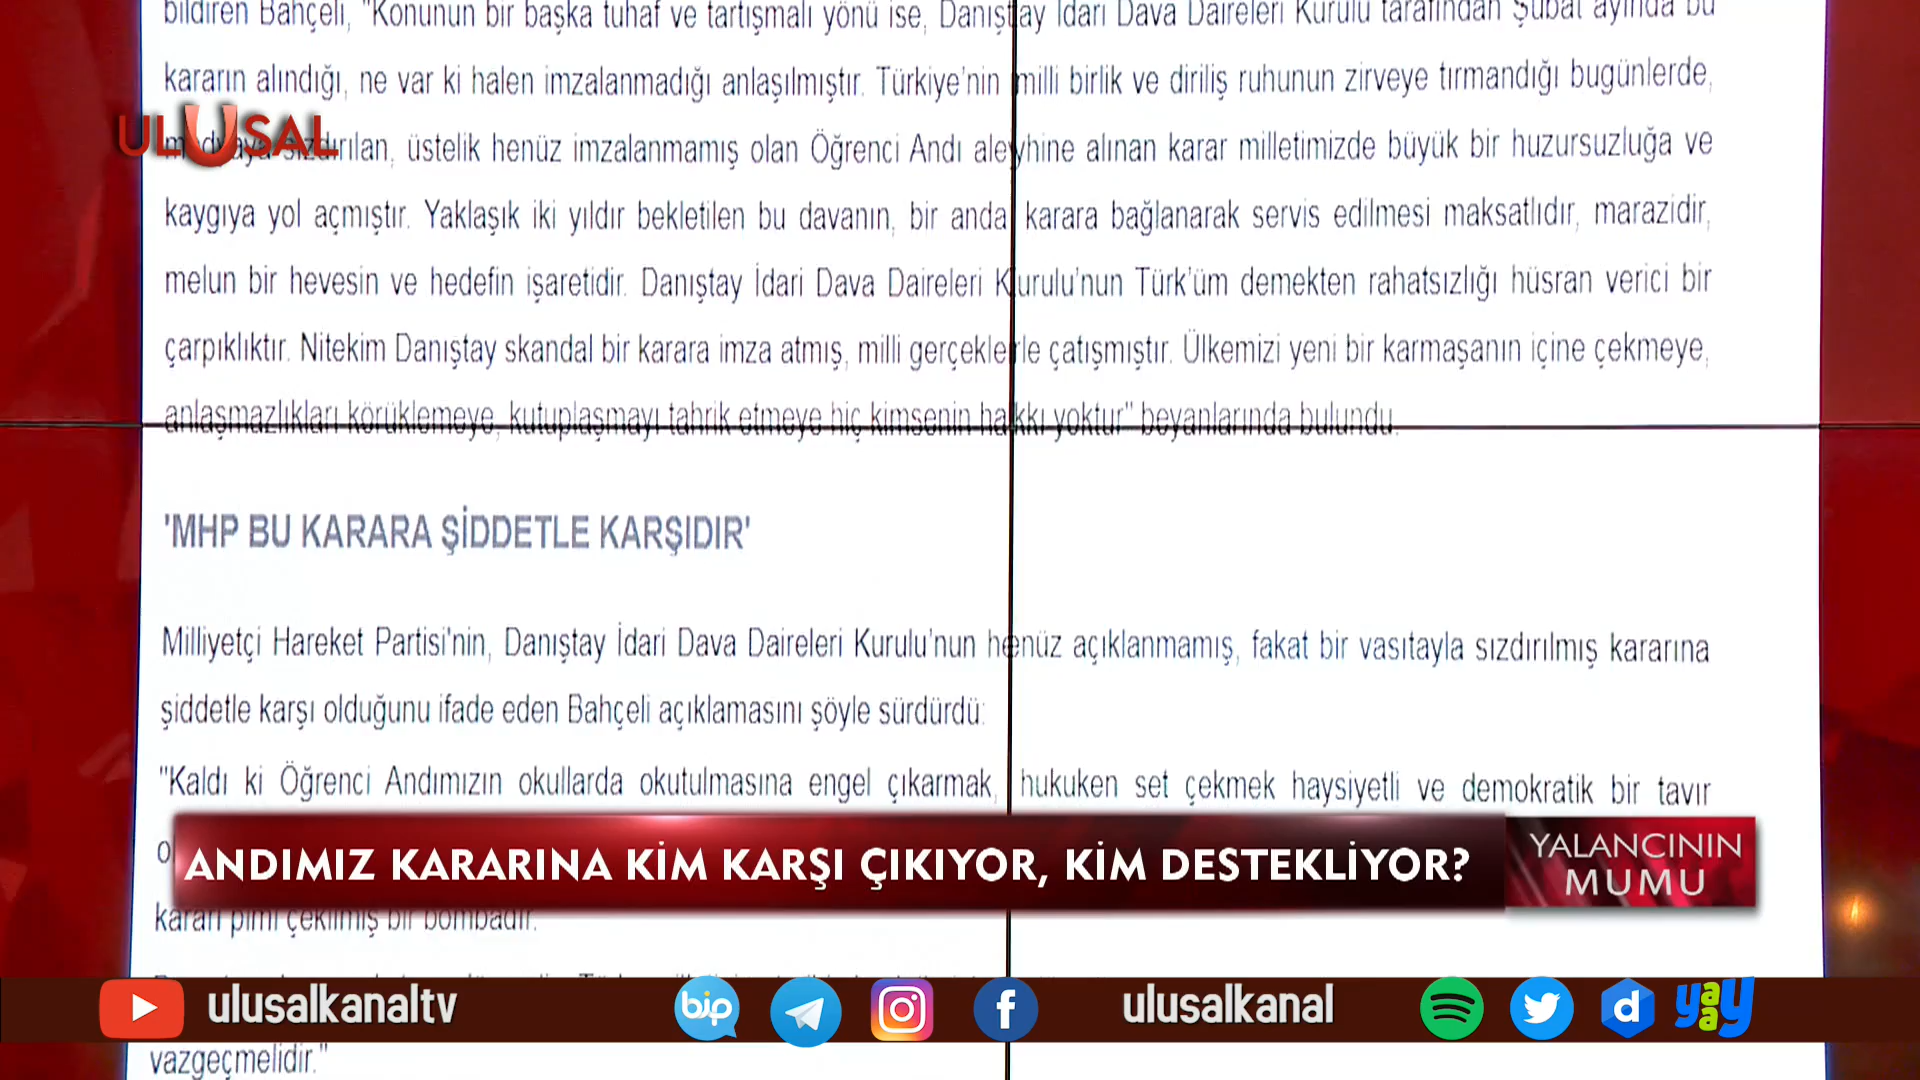 bildiren Bahçeli, "Konunun bir başka tuhaf ve tartışmalı yönü ise, Danıştay İdari Dava Daireleri Kurulu tarafından Şubat ayında bu
kararın alındığı, ne var ki halen imzalanmadığı anlaşılmıştır. Türkiye'nin milli birlik ve diriliş ruhunun zirveye tırmandığı bugünlerde,
ULUSAL
medyaya sızdırılan, üstelik henüz imzalanmamış olan Öğrenci Andı aleyhine alınan karar milletimizde büyük bir huzursuzluğa ve
kaygıya yol açmıştır. Yaklaşık iki yıldır bekletilen bu davanın, bir anda karara bağlanarak servis edilmesi maksatlıdır, marazidir,
melun bir hevesin ve hedefin işaretidir. Danıştay İdari Dava Daireleri Kurulu'nun Türk'üm demekten rahatsızlığı hüsran verici bir
çarpıklıktır. Nitekim Danıştay skandal bir karara imza atmış, milli gerçeklerle çatışmıştır. Ülkemizi yeni bir karmaşanın içine çekmeye,
anlaşmazlıkları körüklemeye, kutuplaşmayı tahrik etmeye hiç kimsenin hakkı yoktur" beyanlarında bulundu.
'MHP BU KARARA ŞİDDETLE KARŞIDIR'
Milliyetçi Hareket Partisi'nin, Danıştay İdari Dava Daireleri Kurulu'nun henüz açıklanmamış, fakat bir vasıtayla sızdırılmış kararına
şiddetle karşı olduğunu ifade eden Bahçeli açıklamasını şöyle sürdürdü:
"Kaldı ki Öğrenci Andımızın okullarda okutulmasına engel çıkarmak, hukuken set çekmek haysiyetli ve demokratik bir tavır
ANDIMIZ KARARINA KİM KARŞI ÇIKIYOR, KİM DESTEKLİYOR?
YALANCININ
MUMU
kararı pimi çekilmiş bir bombadır.
ulusalkanaltv
bip
ulusalkanal
yaay
vazgeçmelidir."